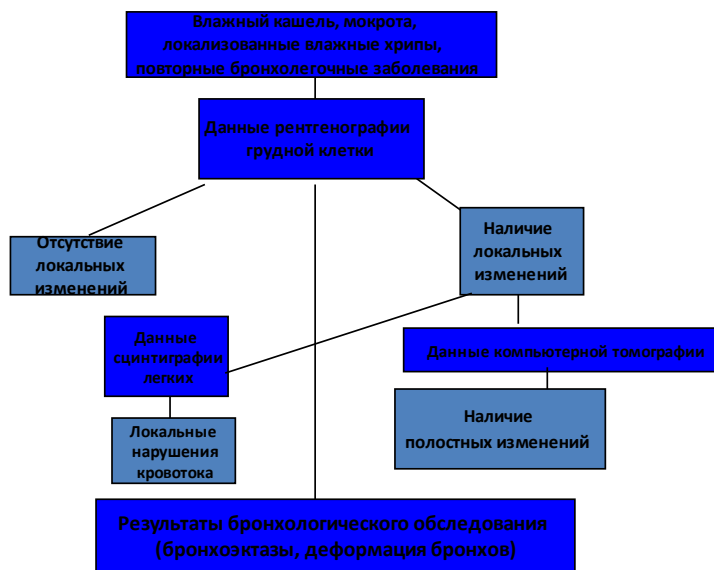 Влажный кашель, мокрота,
локализованные влажные хрипы,
повторные бронхолегочные заболевания
Данные рентгенографии
грудной клетки
Отсутствие
локальных
изменений
Наличие
локальных
изменений
Данные
сцинтиграфии
легких
Данные компьютерной томографии
Локальные
нарушения
кровотока
Наличие
полостных изменений
Результаты бронхологического обследования
(бронхоэктазы, деформация бронхов)